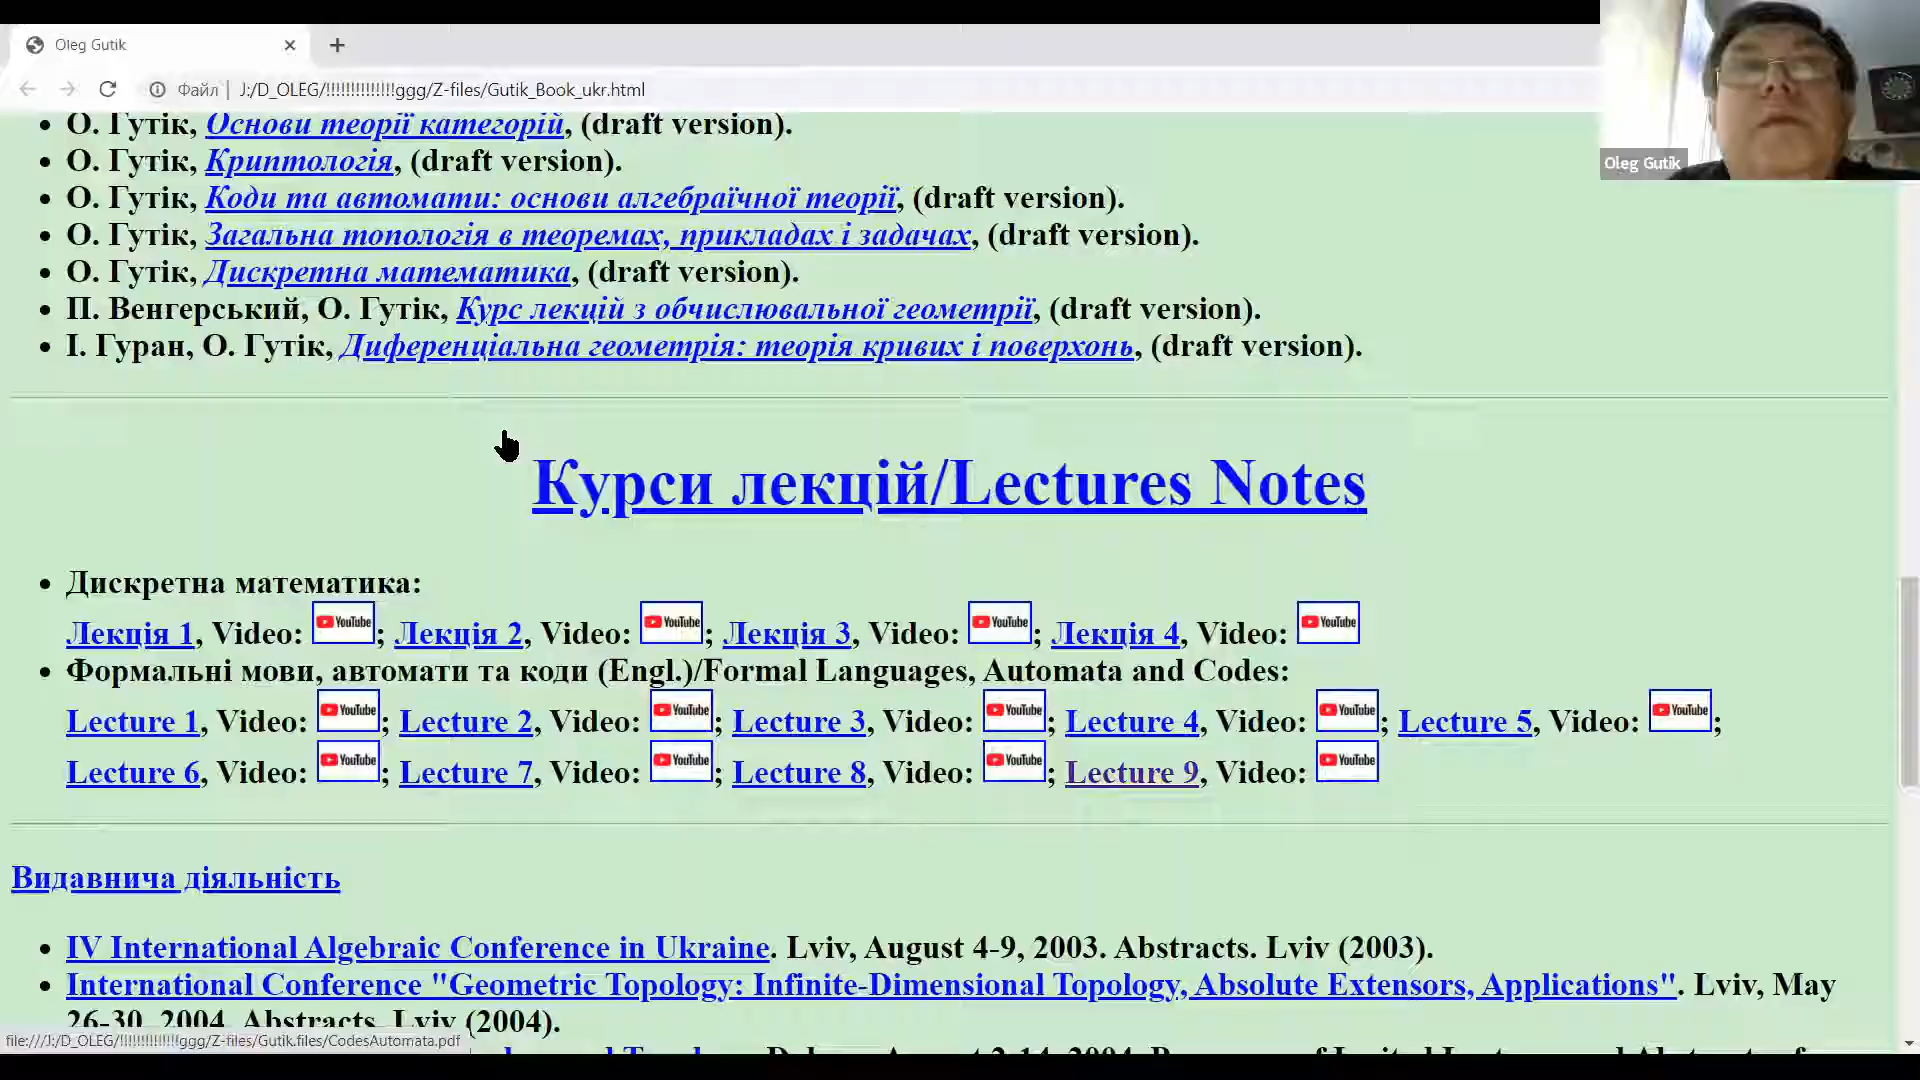 Oleg Gutik
Файл | J:/D_OLEG/!!!!!!!!!!!!!!ggg/Z-files/Gutik_Book_ukr.html
Oleg Gutik
О. Гутік, Основи теорії категорій, (draft version).
О. Гутік, Криптологія, (draft version).
О. Гутік, Коди та автомати: основи алгебраїчної теорії, (draft version).
О. Гутік, Загальна топологія в теоремах, прикладах і задачах, (draft version).
О. Гутік, Дискретна математика, (draft version).
П. Венгерський, О. Гутік, Курс лекцій з обчислювальної геометрії, (draft version).
І. Гуран, О. Гутік, Диференціальна геометрія: теорія кривих і поверхонь, (draft version).
Курси лекцій/Lectures Notes
Дискретна математика:
Лекція 1, Video: YouTube; Лекція 2, Video: YouTube; Лекція 3, Video: YouTube; Лекція 4, Video: YouTube
Формальні мови, автомати та коди (Engl.)/Formal Languages, Automata and Codes:
Lecture 1, Video: YouTube; Lecture 2, Video: YouTube; Lecture 3, Video: YouTube; Lecture 4, Video: YouTube; Lecture 5, Video: YouTube;
Lecture 6, Video: YouTube; Lecture 7, Video: YouTube; Lecture 8, Video: YouTube; Lecture 9, Video: YouTube
Видавнича діяльність
IV International Algebraic Conference in Ukraine. Lviv, August 4-9, 2003. Abstracts. Lviv (2003).
International Conference "Geometric Topology: Infinite-Dimensional Topology, Absolute Extensors, Applications". Lviv, May
26-30, 2004. Abstracts. Lviv (2004).
file:///J:/D_OLEG/!!!!!!!!!!!!!!ggg/Z-files/Gutik.files/CodesAutomata.pdf